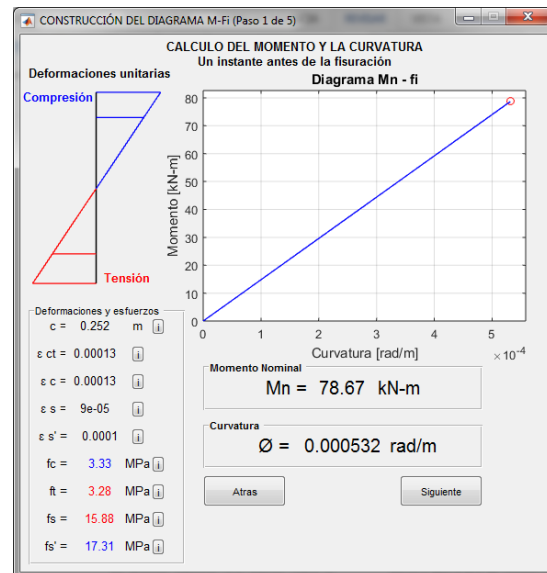 CONSTRUCCIÓN DEL DIAGRAMA M-Fi (Paso 1 de 5)
CALCULO DEL MOMENTO Y LA CURVATURA
Un instante antes de la fisuración
Deformaciones unitarias
Compresión
Tensión
Diagrama Mn - fi
Momento [kN-m]
80
70
60
50
40
30
20
10
0
0 1 2 3 4 5
Curvatura [rad/m]
×10⁻⁴
Deformaciones y esfuerzos
c = 0.252 m i
ε ct = 0.00013 i
ε c = 0.00013 i
ε s = 9e-05 i
ε s' = 0.0001 i
fc = 3.33 MPa i
ft = 3.28 MPa i
fs = 15.88 MPa i
fs' = 17.31 MPa i
Momento Nominal
Mn = 78.67 kN-m
Curvatura
Ø = 0.000532 rad/m
Atras
Siguiente